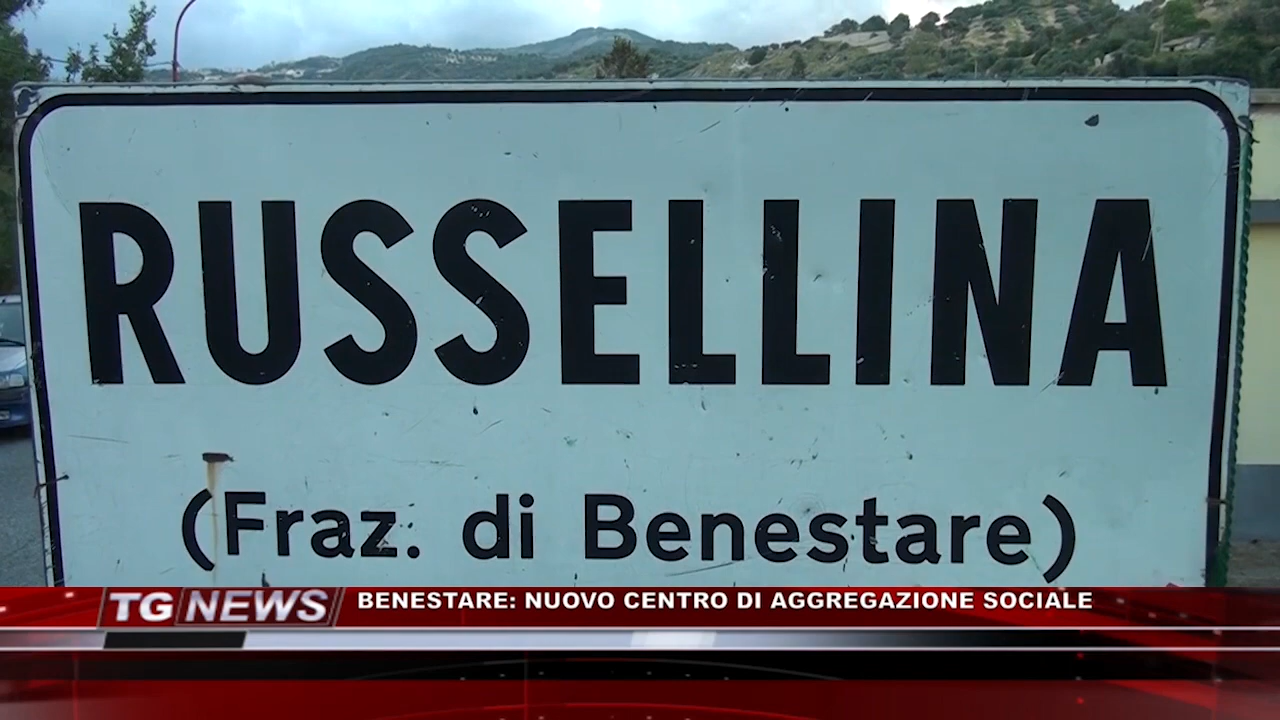 RUSSELLINA
(Fraz. di Benestare)
TG NEWS BENESTARE: NUOVO CENTRO DI AGGREGAZIONE SOCIALE